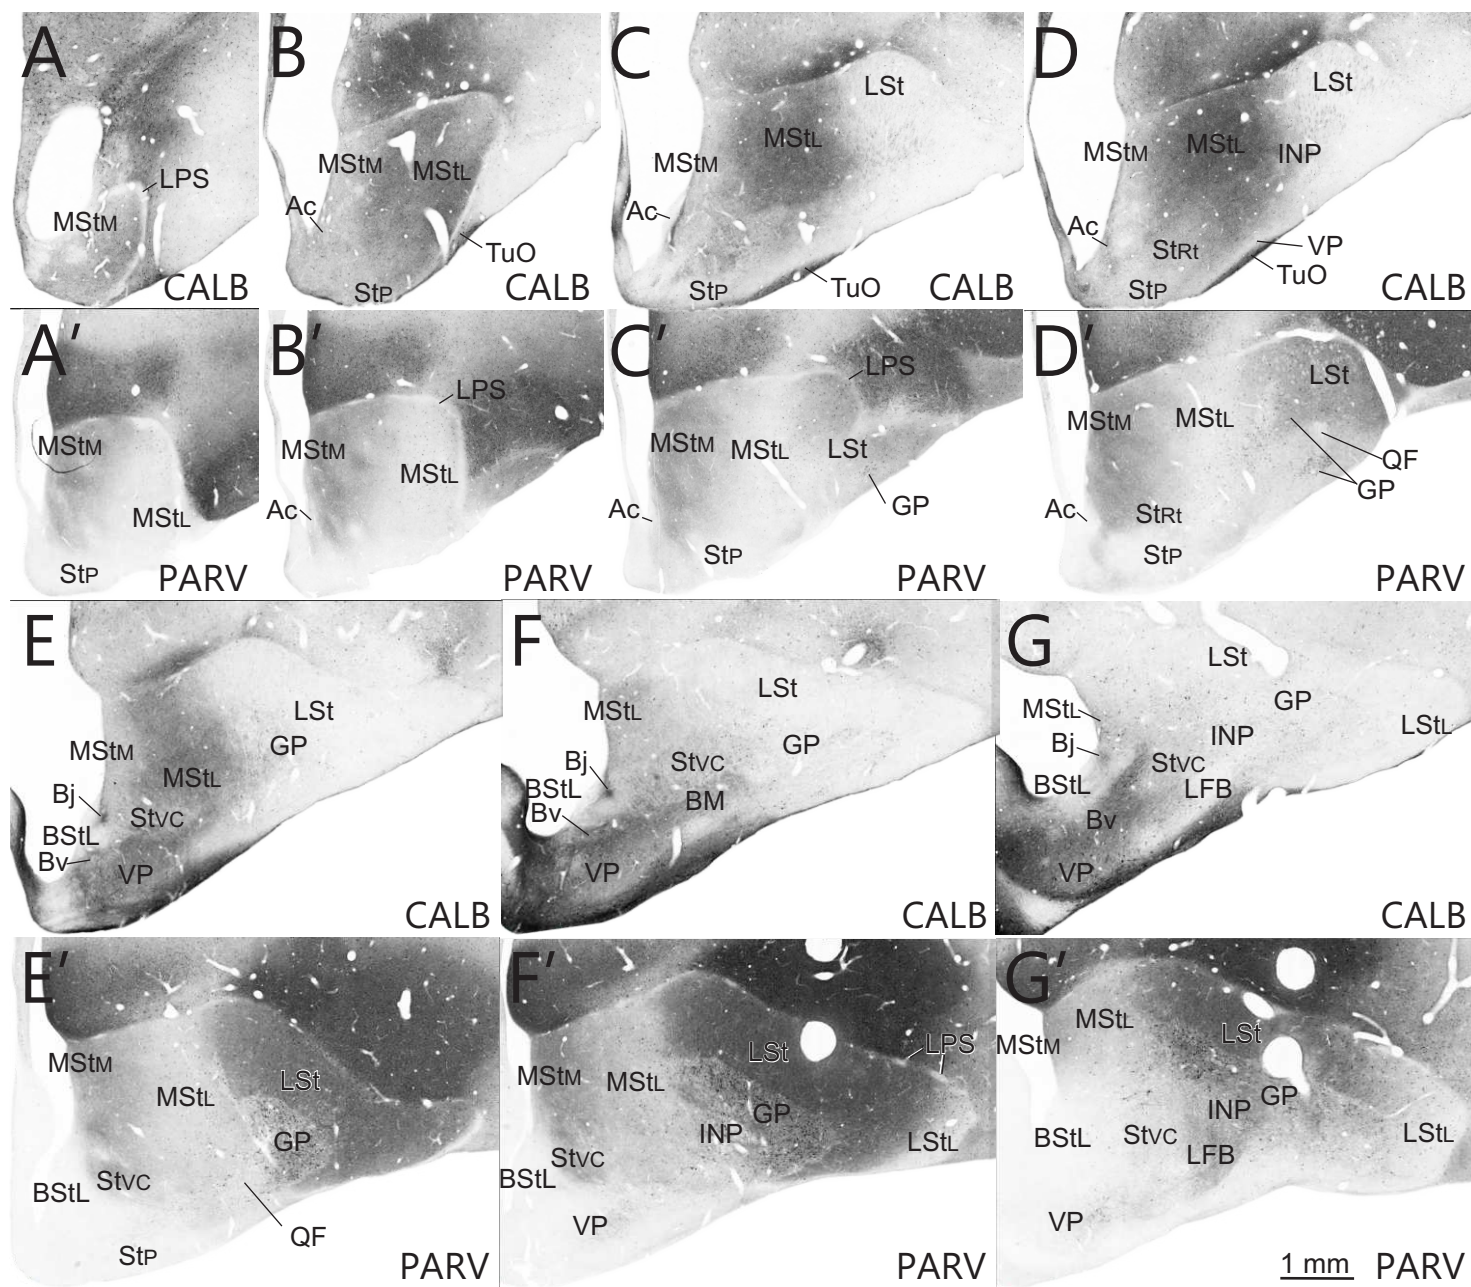 A
LPS
MStM
CALB
B
MStM
MStL
Ac
TuO
StP
CALB
C
LSt
MStL
MStM
Ac
StP
TuO
CALB
D
LSt
MStM
MStL
INP
Ac
StRt
VP
TuO
StP
CALB
A′
MStM
MStL
StP
PARV
B′
LPS
MStM
MStL
Ac
PARV
C′
LPS
MStM
MStL
LSt
Ac
GP
StP
PARV
D′
LSt
MStM
MStL
QF
GP
Ac
StRt
StP
PARV
E
LSt
MStM
GP
MStL
Bj
StVC
BStL
Bv
VP
CALB
F
LSt
MStL
GP
Bj
StVC
BStL
BM
Bv
VP
CALB
G
LSt
GP
MStL
LStL
INP
Bj
StVC
BStL
LFB
Bv
VP
CALB
E′
MStM
LSt
MStL
GP
StVC
BStL
QF
StP
PARV
F′
LPS
LSt
MStM
MStL
GP
INP
LStL
StVC
BStL
VP
PARV
G′
MStL
LSt
MStM
GP
INP
BStL
StVC
LStL
LFB
VP
1 mm
PARV